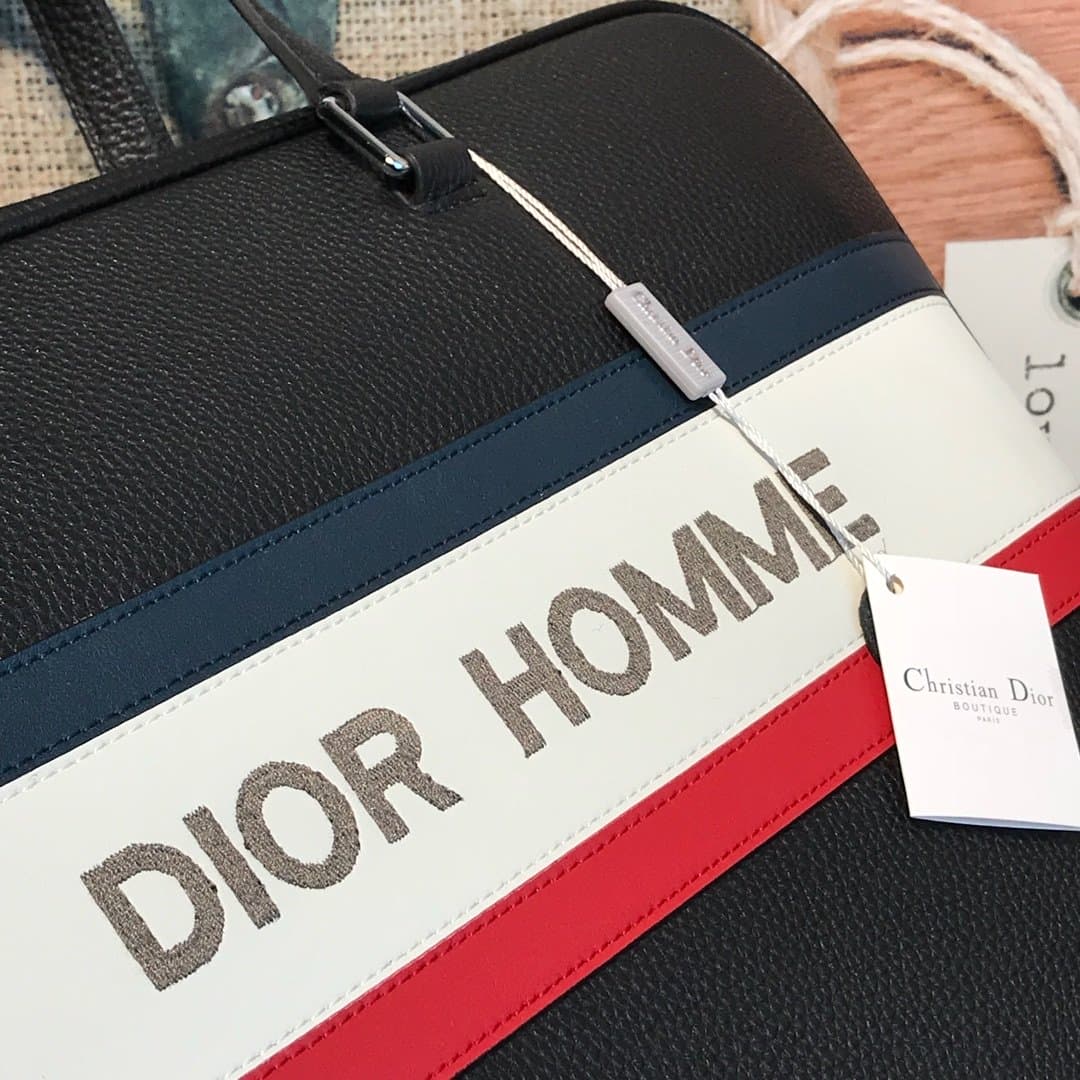 Christian Dior
DIOR HOMME
Christian Dior
BOUTIQUE
PARIS